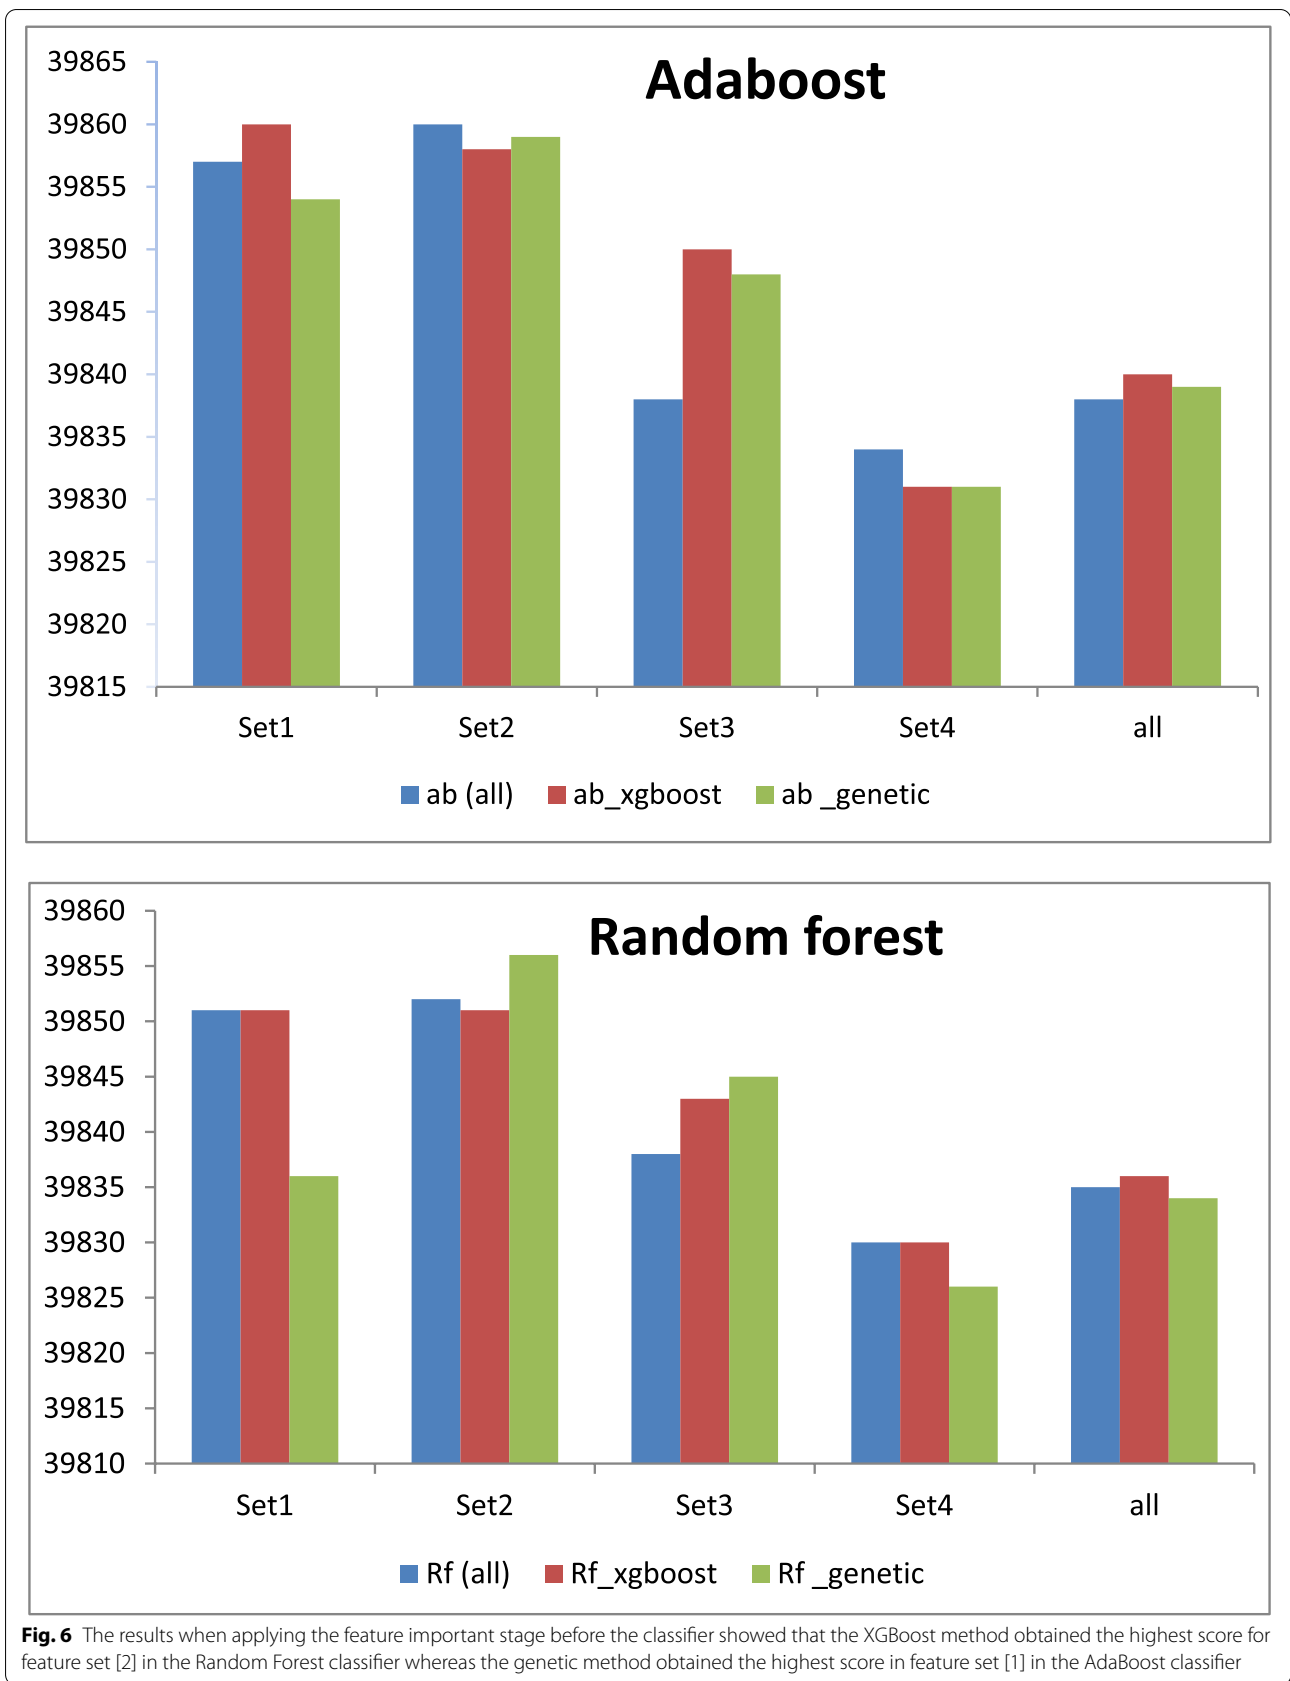 Adaboost
39865
39860
39855
39850
39845
39840
39835
39830
39825
39820
39815
Set1 Set2 Set3 Set4 all
ab (all) ab_xgboost ab _genetic
Random forest
39860
39855
39850
39845
39840
39835
39830
39825
39820
39815
39810
Set1 Set2 Set3 Set4 all
Rf (all) Rf_xgboost Rf _genetic
Fig. 6 The results when applying the feature important stage before the classifier showed that the XGBoost method obtained the highest score for
feature set [2] in the Random Forest classifier whereas the genetic method obtained the highest score in feature set [1] in the AdaBoost classifier